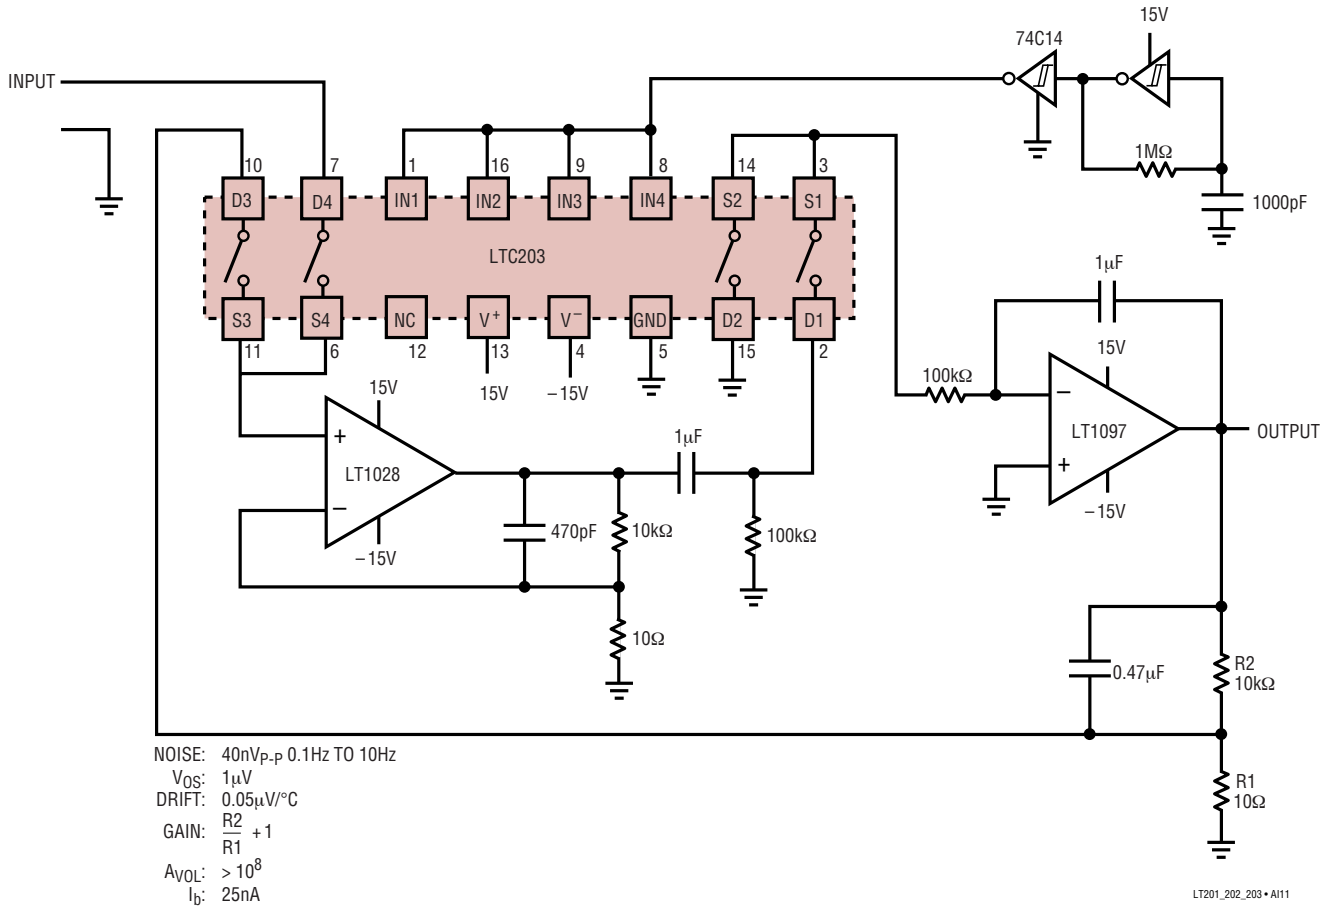 15V
74C14
INPUT
1MΩ
1000pF
10 7 1 16 9 8 14 3
D3 D4 IN1 IN2 IN3 IN4 S2 S1
LTC203
S3 S4 NC V+ V– GND D2 D1
11 6 12 13 4 5 15 2
15V –15V
1µF
15V
100kΩ
–
LT1097
+
–15V
OUTPUT
15V
+
LT1028
–
–15V
1µF
470pF
10kΩ
100kΩ
10Ω
0.47µF
R2
10kΩ
R1
10Ω
NOISE: 40nVP-P 0.1Hz TO 10Hz
VOS: 1µV
DRIFT: 0.05µV/°C
GAIN: R2/R1 + 1
AVOL: > 10^8
Ib: 25nA
LT201_202_203 • AI11